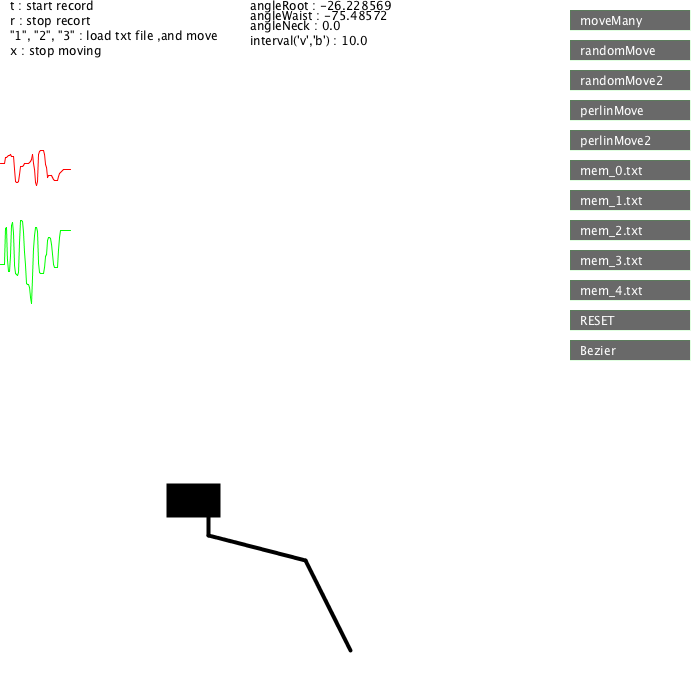 t : start record
r : stop recort
"1", "2", "3" : load txt file ,and move
x : stop moving
angleRoot : -26.228569
angleWaist : -75.48572
angleNeck : 0.0
interval('v','b') : 10.0
moveMany
randomMove
randomMove2
perlinMove
perlinMove2
mem_0.txt
mem_1.txt
mem_2.txt
mem_3.txt
mem_4.txt
RESET
Bezier